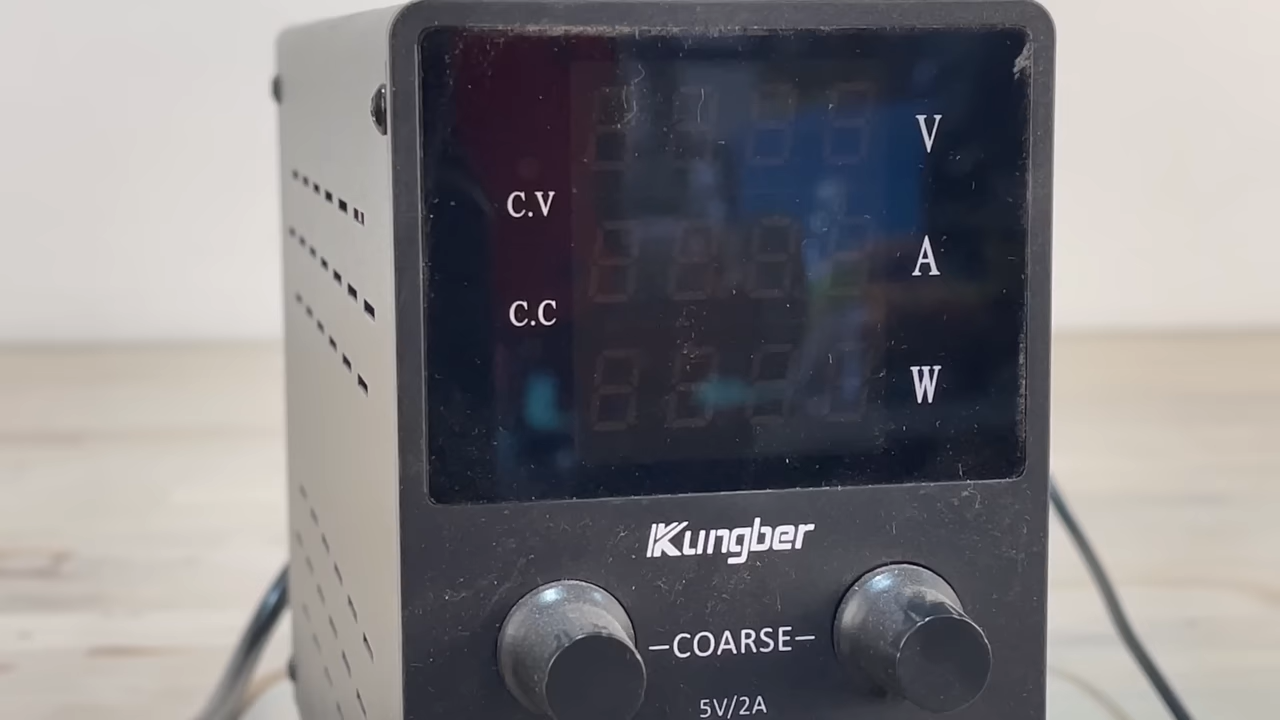 V
C.V
A
C.C
W
Kungber
–COARSE–
5V/2A